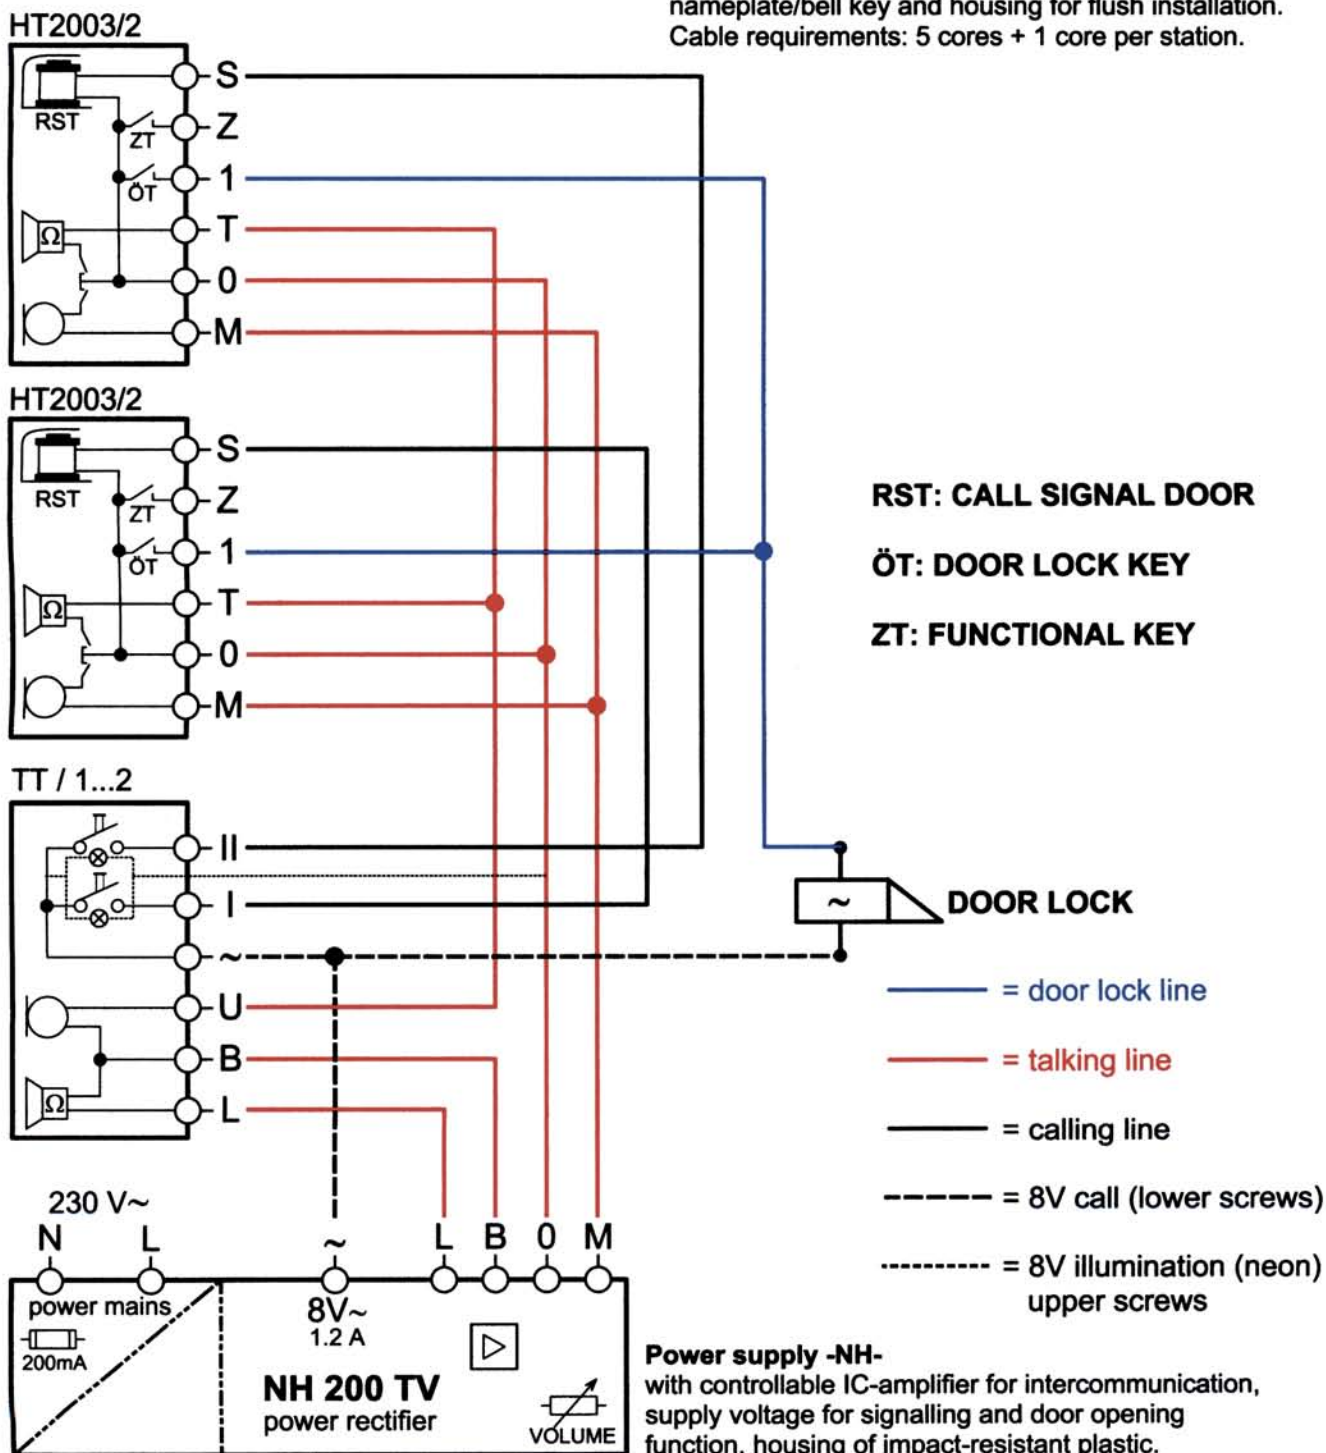 nameplate/bell key and housing for flush installation.
Cable requirements: 5 cores + 1 core per station.
HT2003/2
S
RST
Z
ZT
1
ÖT
T
Ω
0
M
HT2003/2
S
RST
Z
ZT
1
ÖT
T
Ω
0
M
RST: CALL SIGNAL DOOR
ÖT: DOOR LOCK KEY
ZT: FUNCTIONAL KEY
TT / 1...2
II
I
~
U
B
Ω
L
~
DOOR LOCK
= door lock line
= talking line
= calling line
= 8V call (lower screws)
= 8V illumination (neon)
upper screws
230 V~
N L ~ L B 0 M
power mains
200mA
8V~
1.2 A
NH 200 TV
power rectifier
VOLUME
Power supply -NH-
with controllable IC-amplifier for intercommunication,
supply voltage for signalling and door opening
function, housing of impact-resistant plastic.